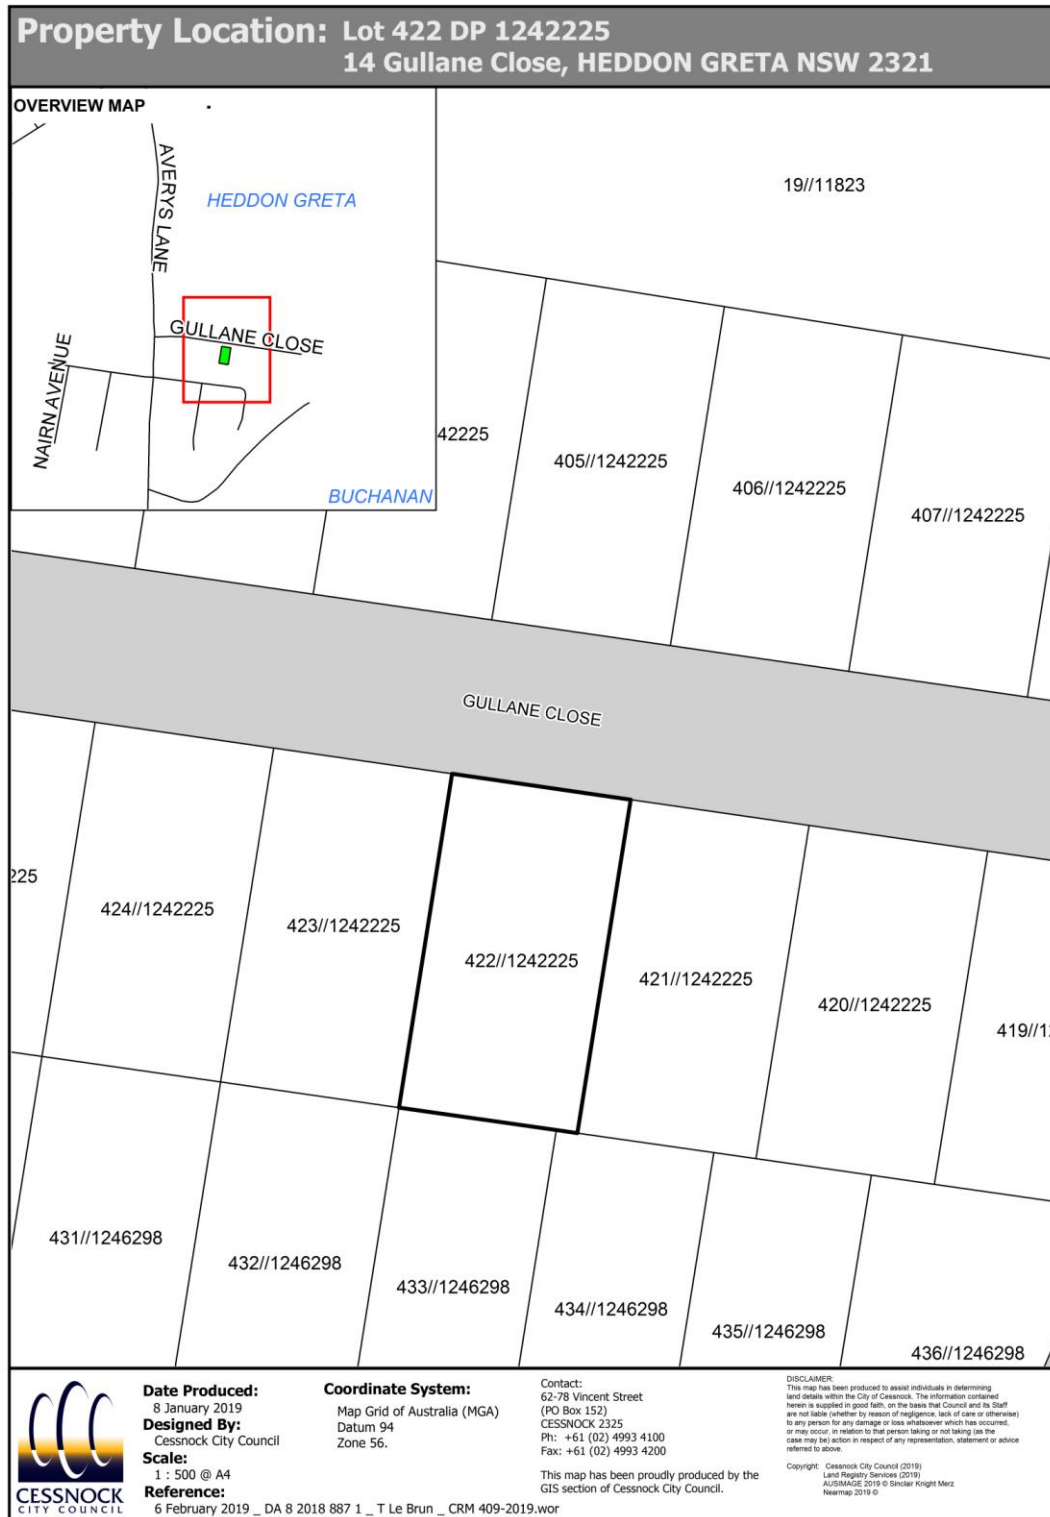 Property Location: Lot 422 DP 1242225
14 Gullane Close, HEDDON GRETA NSW 2321
OVERVIEW MAP
AVERYS LANE
HEDDON GRETA
GULLANE CLOSE
NAIRN AVENUE
BUCHANAN
19//11823
42225
405//1242225
406//1242225
407//1242225
GULLANE CLOSE
225
424//1242225
423//1242225
422//1242225
421//1242225
420//1242225
419//12
431//1246298
432//1246298
433//1246298
434//1246298
435//1246298
436//1246298
CESSNOCK
CITY COUNCIL
Date Produced:
8 January 2019
Designed By:
Cessnock City Council
Scale:
1 : 500 @ A4
Reference:
6 February 2019 _ DA 8 2018 887 1 _ T Le Brun _ CRM 409-2019.wor
Coordinate System:
Map Grid of Australia (MGA)
Datum 94
Zone 56.
Contact:
62-78 Vincent Street
(PO Box 152)
CESSNOCK 2325
Ph: +61 (02) 4993 4100
Fax: +61 (02) 4993 4200
This map has been proudly produced by the
GIS section of Cessnock City Council.
DISCLAIMER:
This map has been produced to assist individuals in determining
land details within the City of Cessnock. The information contained
herein is supplied in good faith, on the basis that Council and its Staff
are not liable (whether by reason of negligence, lack of care or otherwise)
to any person for any damage or loss whatsoever which has occurred,
or may occur, in relation to that person taking or not taking (as the
case may be) action in respect of any representation, statement or advice
referred to above.
Copyright: Cessnock City Council (2019)
Land Registry Services (2019)
AUSIMAGE 2019 © Sinclair Knight Merz
Nearmap 2019 ©